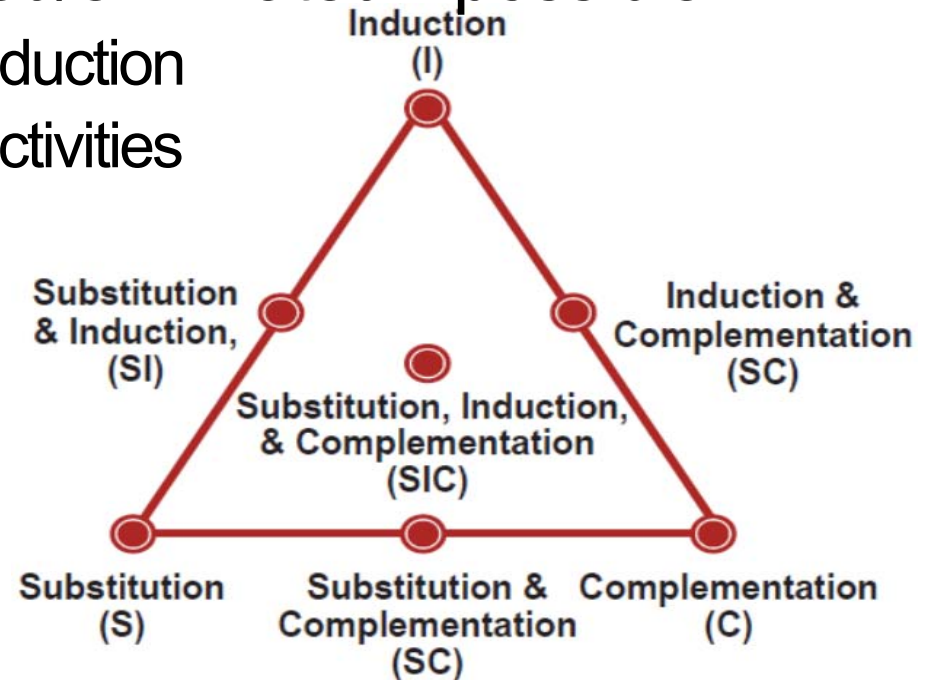 Induction
(I)
duction
ctivities
Substitution
& Induction,
(SI)
Induction &
Complementation
(SC)
Substitution, Induction,
& Complementation
(SIC)
Substitution
(S)
Substitution &
Complementation
(SC)
Complementation
(C)